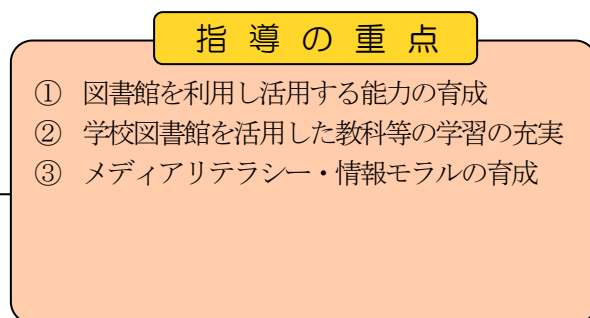 指導の重点
① 図書館を利用し活用する能力の育成
② 学校図書館を活用した教科等の学習の充実
③ メディアリテラシー・情報モラルの育成